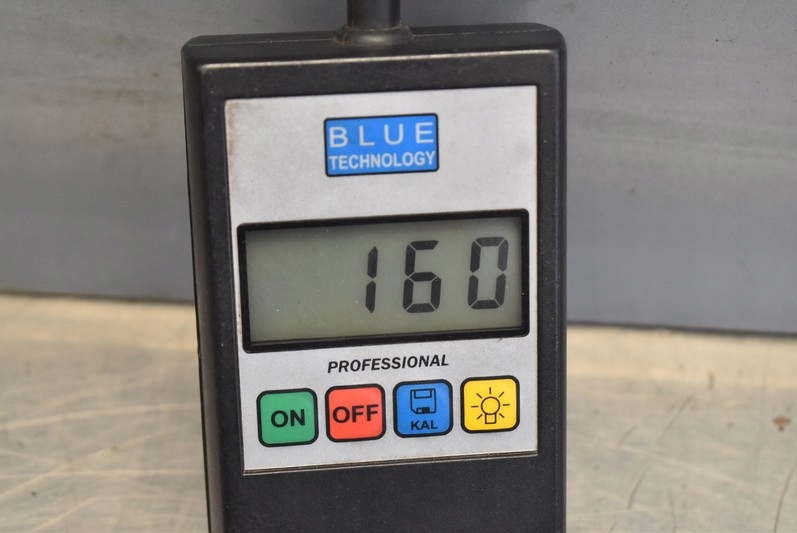 BLUE
TECHNOLOGY
160
PROFESSIONAL
ON
OFF
KAL